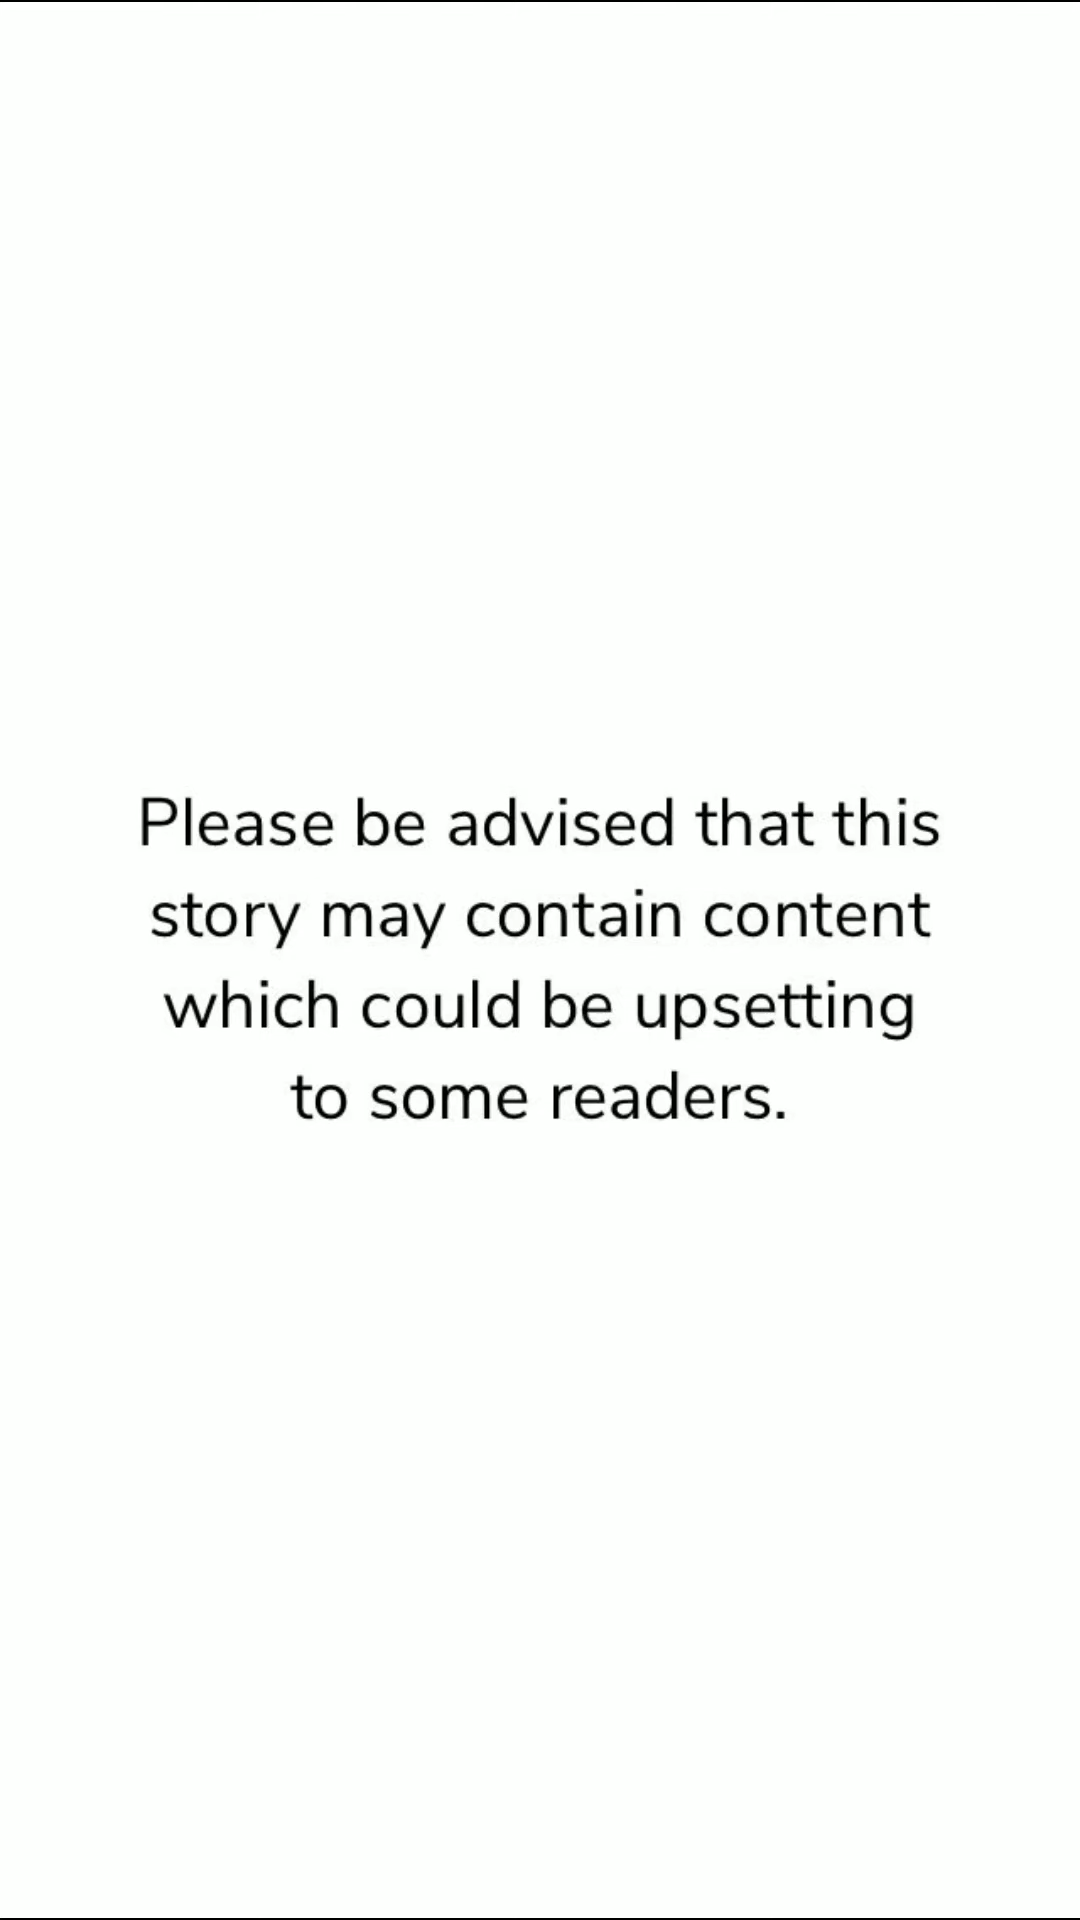 Please be advised that this
story may contain content
which could be upsetting
to some readers.